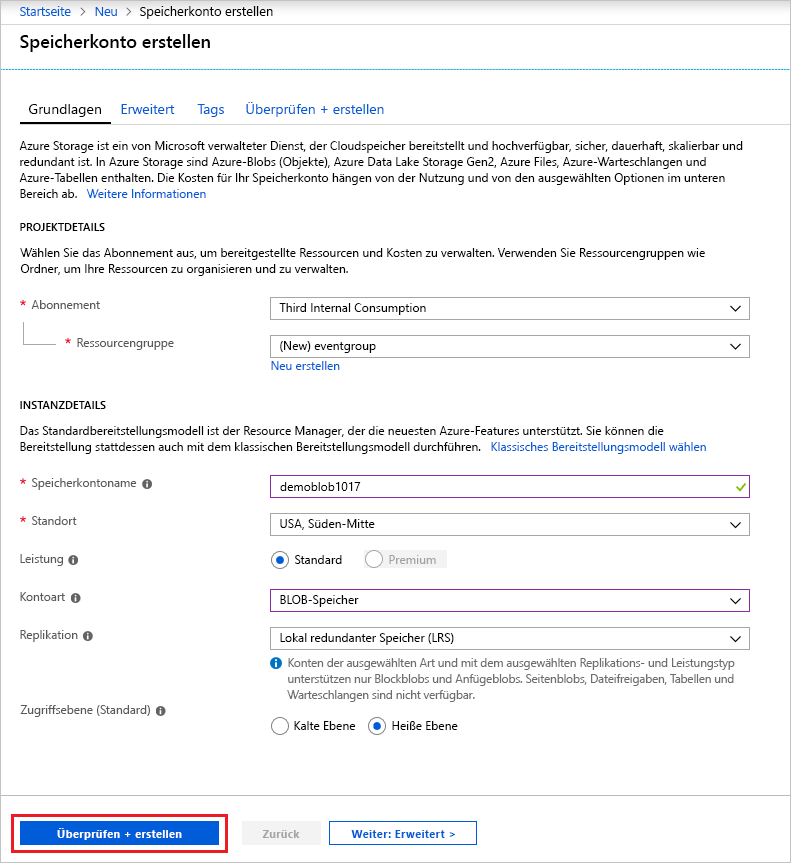 Startseite > Neu > Speicherkonto erstellen
Speicherkonto erstellen
Grundlagen Erweitert Tags Überprüfen + erstellen
Azure Storage ist ein von Microsoft verwalteter Dienst, der Cloudspeicher bereitstellt und hochverfügbar, sicher, dauerhaft, skalierbar und
redundant ist. In Azure Storage sind Azure-Blobs (Objekte), Azure Data Lake Storage Gen2, Azure Files, Azure-Warteschlangen und
Azure-Tabellen enthalten. Die Kosten für Ihr Speicherkonto hängen von der Nutzung und von den ausgewählten Optionen im unteren
Bereich ab. Weitere Informationen
PROJEKTDETAILS
Wählen Sie das Abonnement aus, um bereitgestellte Ressourcen und Kosten zu verwalten. Verwenden Sie Ressourcengruppen wie
Ordner, um Ihre Ressourcen zu organisieren und zu verwalten.
* Abonnement Third Internal Consumption
* Ressourcengruppe (New) eventgroup
Neu erstellen
INSTANZDETAILS
Das Standardbereitstellungsmodell ist der Resource Manager, der die neuesten Azure-Features unterstützt. Sie können die
Bereitstellung stattdessen auch mit dem klassischen Bereitstellungsmodell durchführen. Klassisches Bereitstellungsmodell wählen
* Speicherkontoname demoblob1017
* Standort USA, Süden-Mitte
Leistung Standard Premium
Kontoart BLOB-Speicher
Replikation Lokal redundanter Speicher (LRS)
Konten der ausgewählten Art und mit dem ausgewählten Replikations- und Leistungstyp
unterstützen nur Blockblobs und Anfügeblobs. Seitenblobs, Dateifreigaben, Tabellen und
Warteschlangen sind nicht verfügbar.
Zugriffsebene (Standard) Kalte Ebene Heiße Ebene
Überprüfen + erstellen Zurück Weiter: Erweitert >